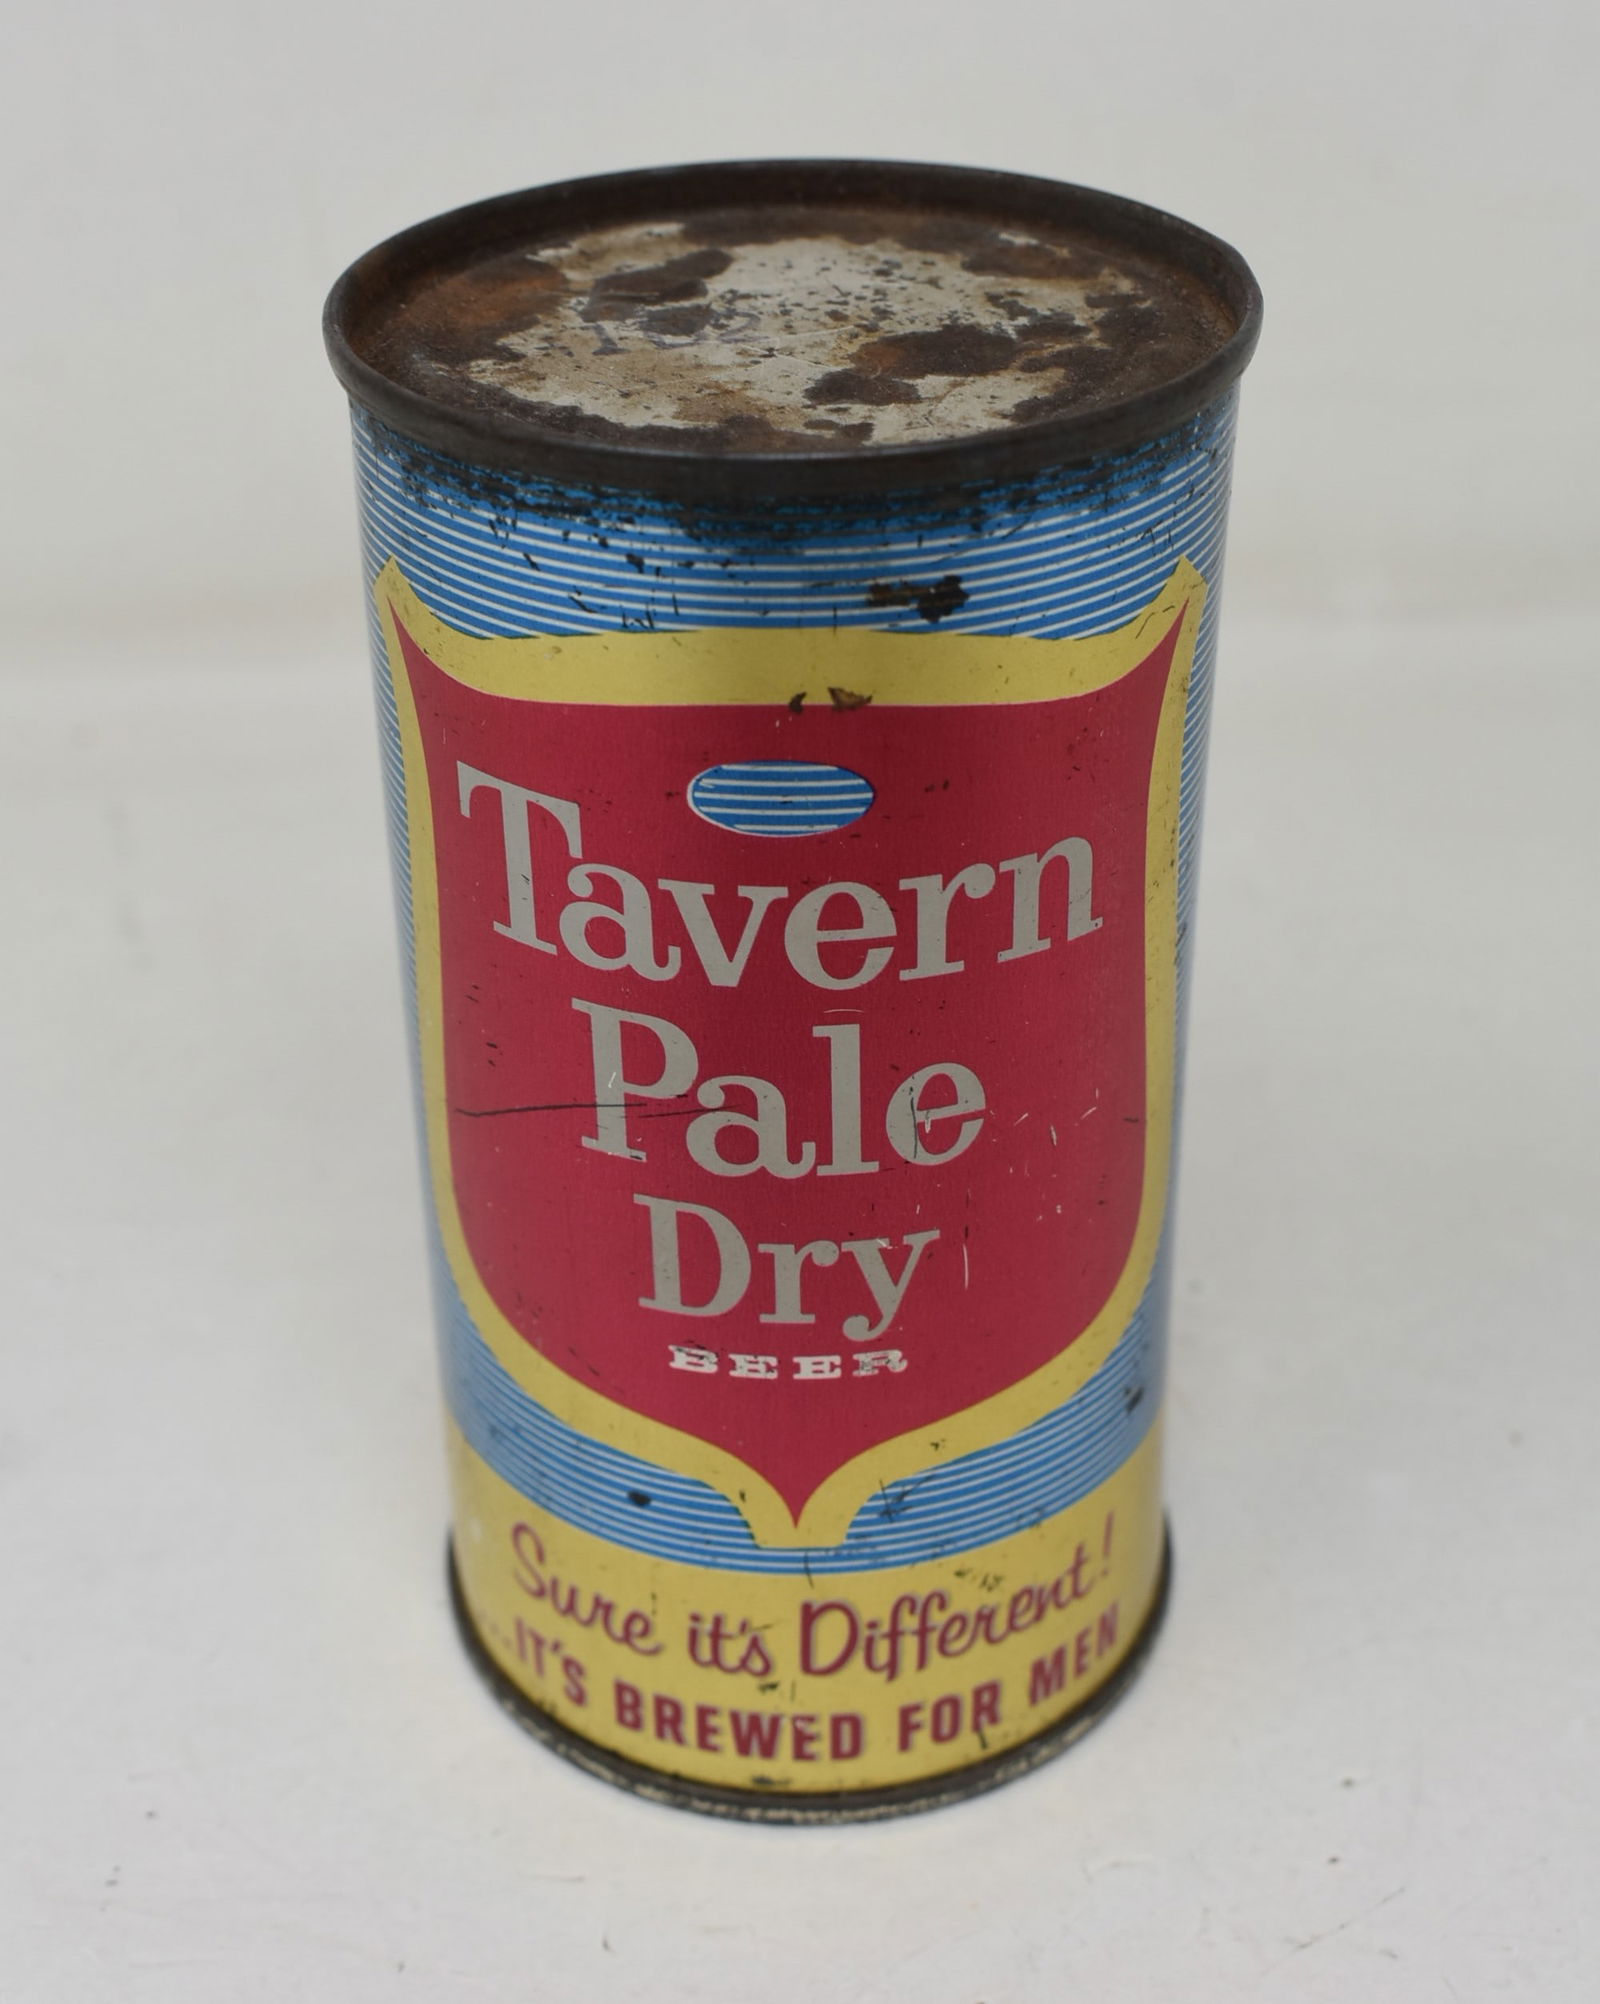 Tavern
Pale
Dry
BEER
Sure it's Different!
...IT'S BREWED FOR MEN